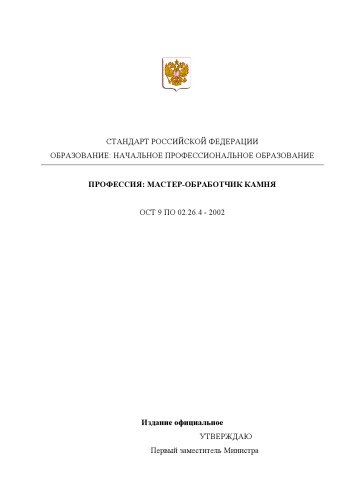 СТАНДАРТ РОССИЙСКОЙ ФЕДЕРАЦИИ
ОБРАЗОВАНИЕ: НАЧАЛЬНОЕ ПРОФЕССИОНАЛЬНОЕ ОБРАЗОВАНИЕ
ПРОФЕССИЯ: МАСТЕР-ОБРАБОТЧИК КАМНЯ
ОСТ 9 ПО 02.26.4 - 2002
Издание официальное
УТВЕРЖДАЮ
Первый заместитель Министра